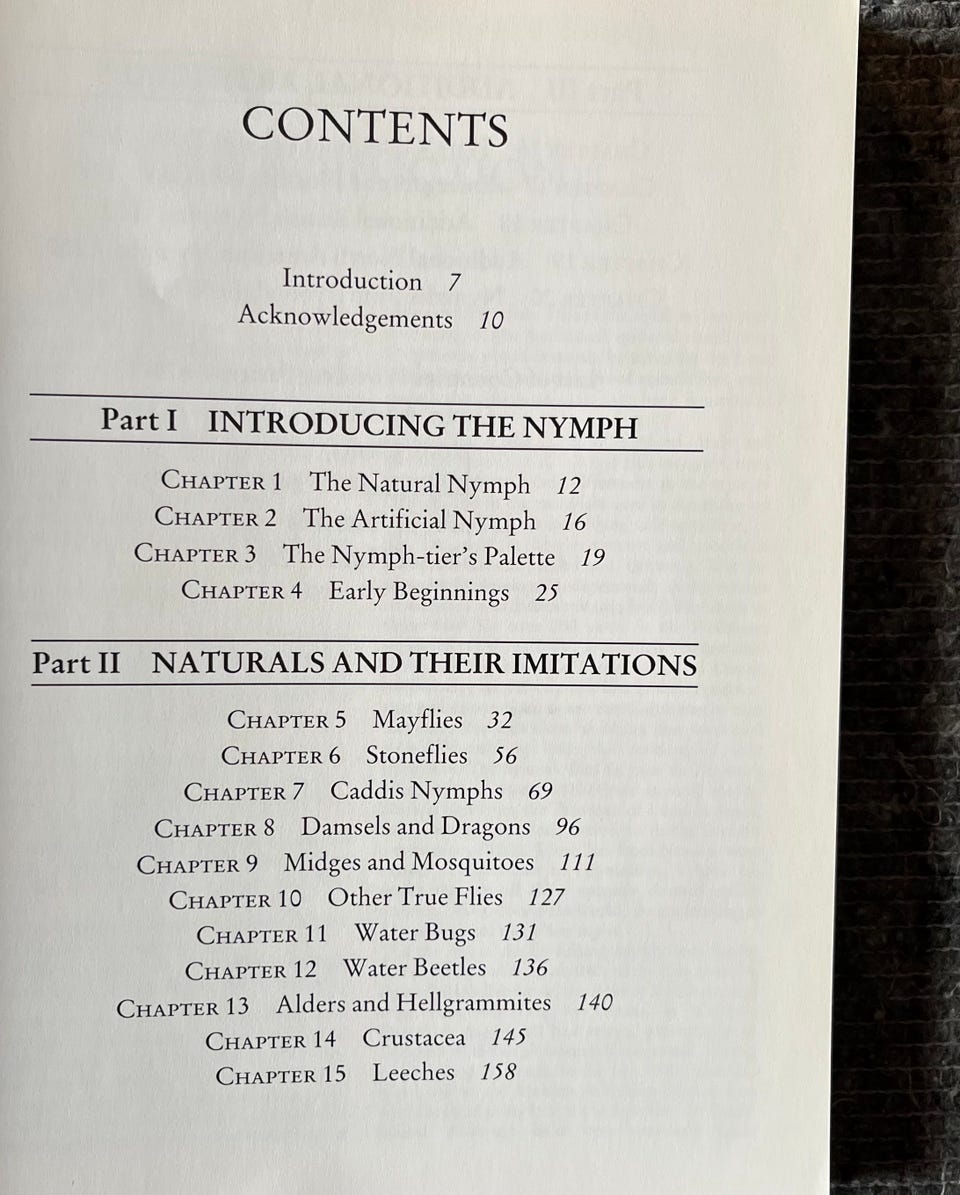 CONTENTS
Introduction 7
Acknowledgements 10
Part I INTRODUCING THE NYMPH
CHAPTER 1 The Natural Nymph 12
CHAPTER 2 The Artificial Nymph 16
CHAPTER 3 The Nymph-tier's Palette 19
CHAPTER 4 Early Beginnings 25
Part II NATURALS AND THEIR IMITATIONS
CHAPTER 5 Mayflies 32
CHAPTER 6 Stoneflies 56
CHAPTER 7 Caddis Nymphs 69
CHAPTER 8 Damsels and Dragons 96
CHAPTER 9 Midges and Mosquitoes 111
CHAPTER 10 Other True Flies 127
CHAPTER 11 Water Bugs 131
CHAPTER 12 Water Beetles 136
CHAPTER 13 Alders and Hellgrammites 140
CHAPTER 14 Crustacea 145
CHAPTER 15 Leeches 158